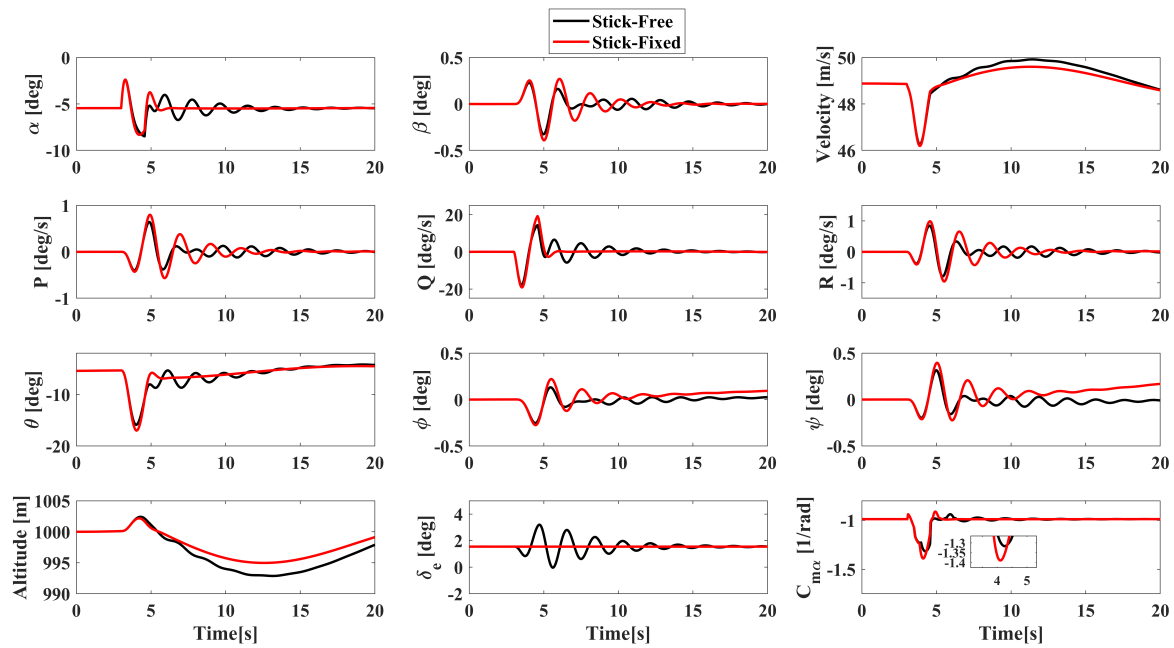 Stick-Free
Stick-Fixed
α [deg]
0
-5
-10
0 5 10 15 20
β [deg]
0.5
0
-0.5
0 5 10 15 20
Velocity [m/s]
50
48
46
0 5 10 15 20
P [deg/s]
1
0
-1
0 5 10 15 20
Q [deg/s]
20
0
-20
0 5 10 15 20
R [deg/s]
1
0
-1
0 5 10 15 20
θ [deg]
-10
-20
0 5 10 15 20
ϕ [deg]
0.5
0
-0.5
0 5 10 15 20
ψ [deg]
0.5
0
-0.5
0 5 10 15 20
Altitude [m]
1005
1000
995
990
0 5 10 15 20
Time[s]
δ_e [deg]
4
2
0
-2
0 5 10 15 20
Time[s]
Cmα [1/rad]
-1
-1.5
-1.3
-1.35
-1.4
4 5
0 5 10 15 20
Time[s]